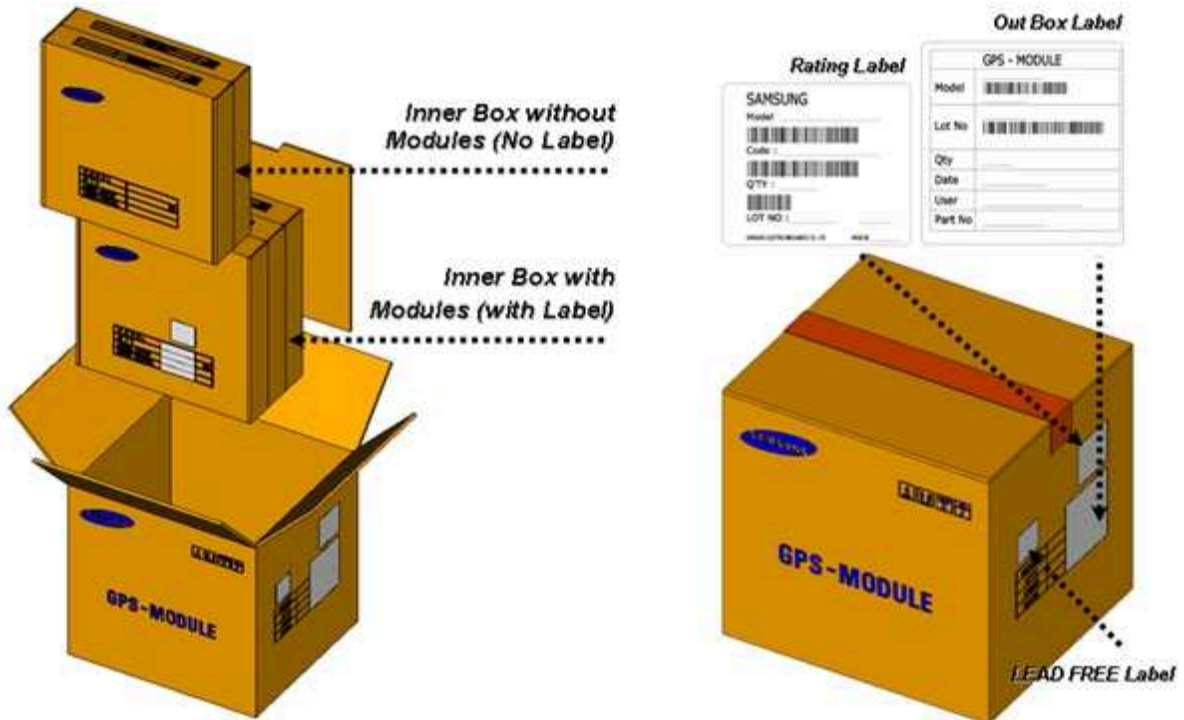 Inner Box without
Modules (No Label)
Inner Box with
Modules (with Label)
GPS-MODULE
Rating Label
SAMSUNG
Model
Code :
Q'TY :
LOT NO :
Out Box Label
GPS - MODULE
Model
Lot No
Qty
Date
User
Part No
GPS-MODULE
LEAD FREE Label